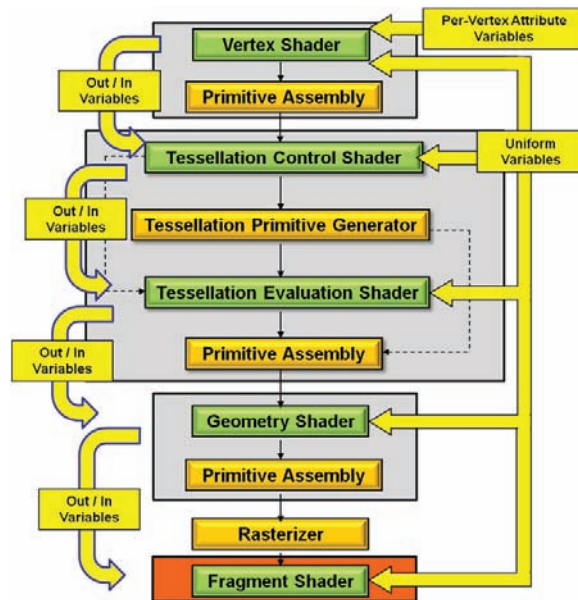 Per-Vertex Attribute
Variables
Vertex Shader
Out / In
Variables
Primitive Assembly
Tessellation Control Shader
Uniform
Variables
Out / In
Variables
Tessellation Primitive Generator
Tessellation Evaluation Shader
Out / In
Variables
Primitive Assembly
Geometry Shader
Primitive Assembly
Out / In
Variables
Rasterizer
Fragment Shader